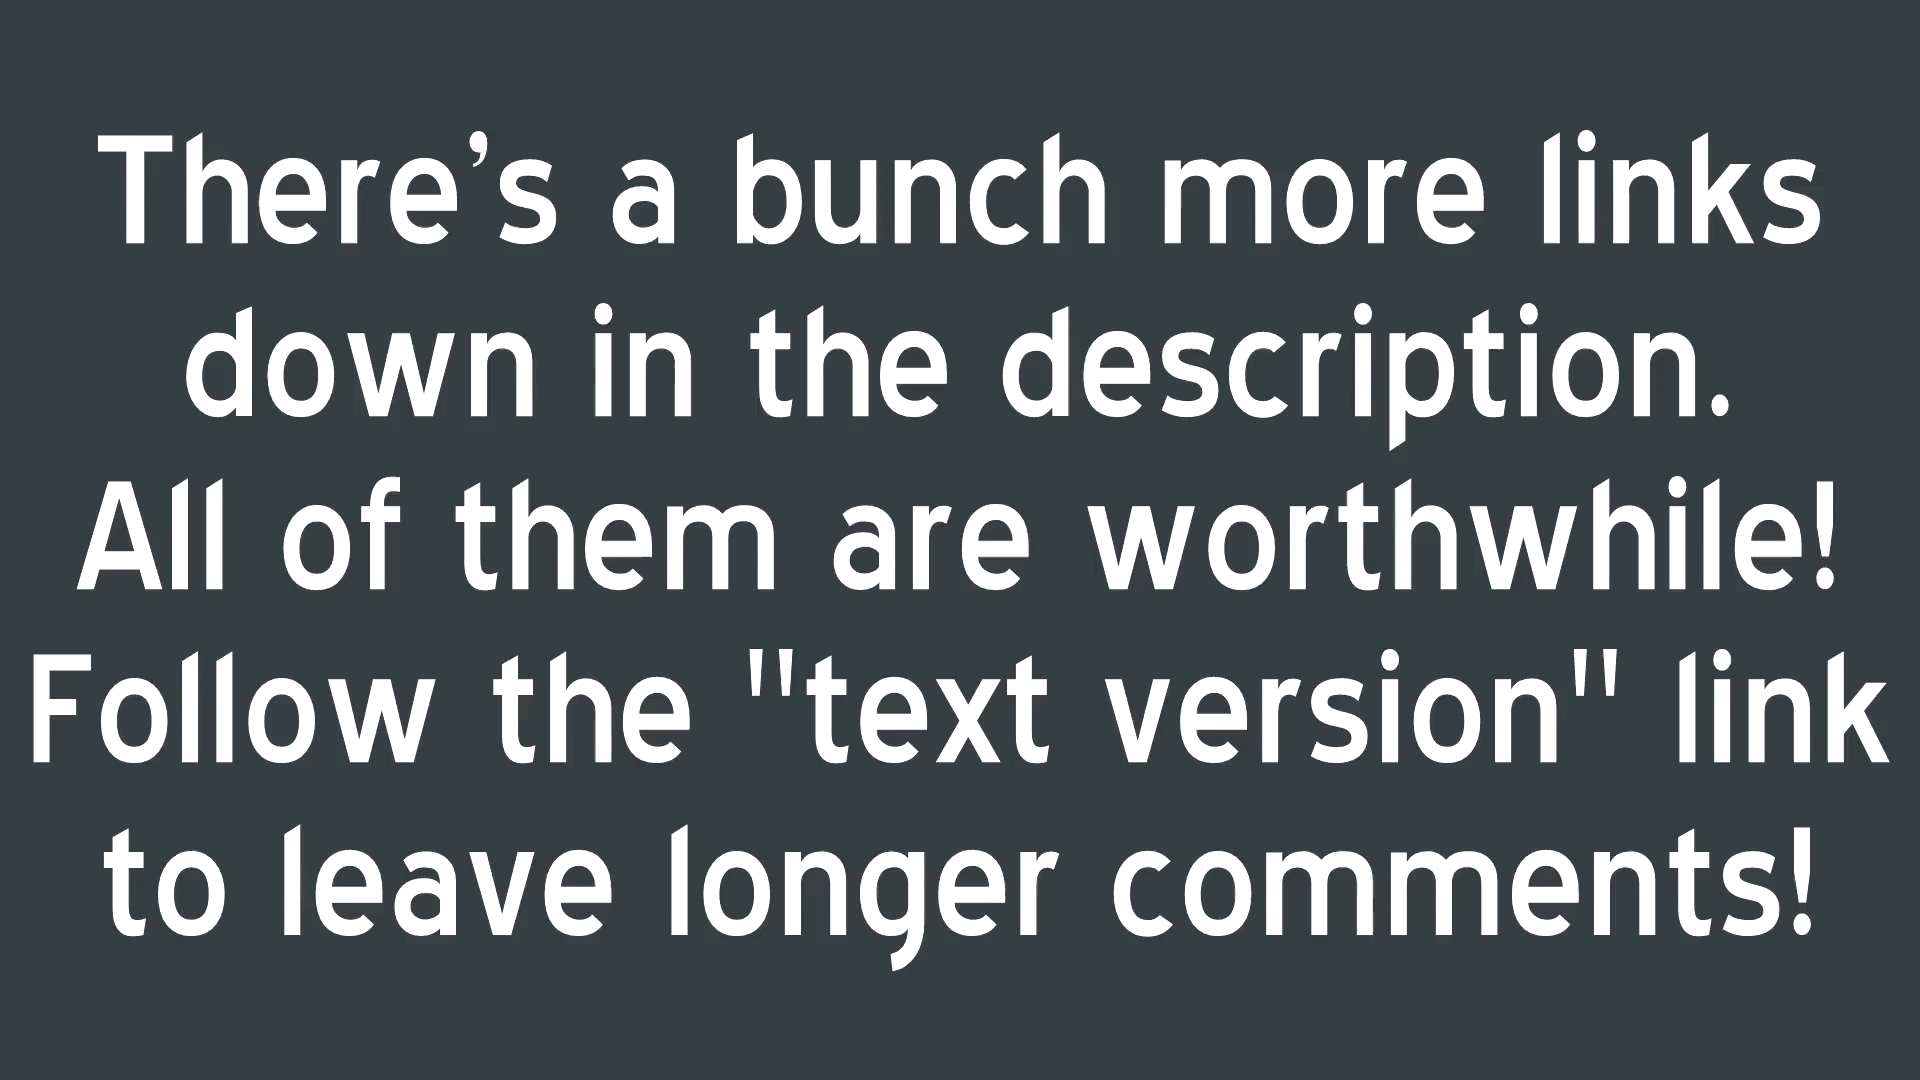 There’s a bunch more links
down in the description.
All of them are worthwhile!
Follow the "text version" link
to leave longer comments!